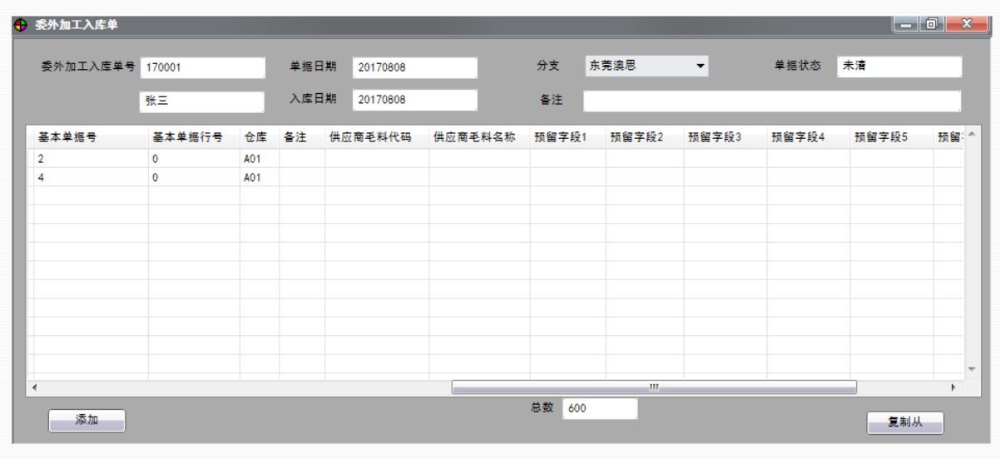 委外加工入库单
委外加工入库单号 170001 单据日期 20170808 分支 东莞澳思 单据状态 未清
张三 入库日期 20170808 备注
基本单据号 基本单据行号 仓库 备注 供应商毛料代码 供应商毛料名称 预留字段1 预留字段2 预留字段3 预留字段4 预留字段5 预留
2 0 A01
4 0 A01
总数 600
添加 复制从